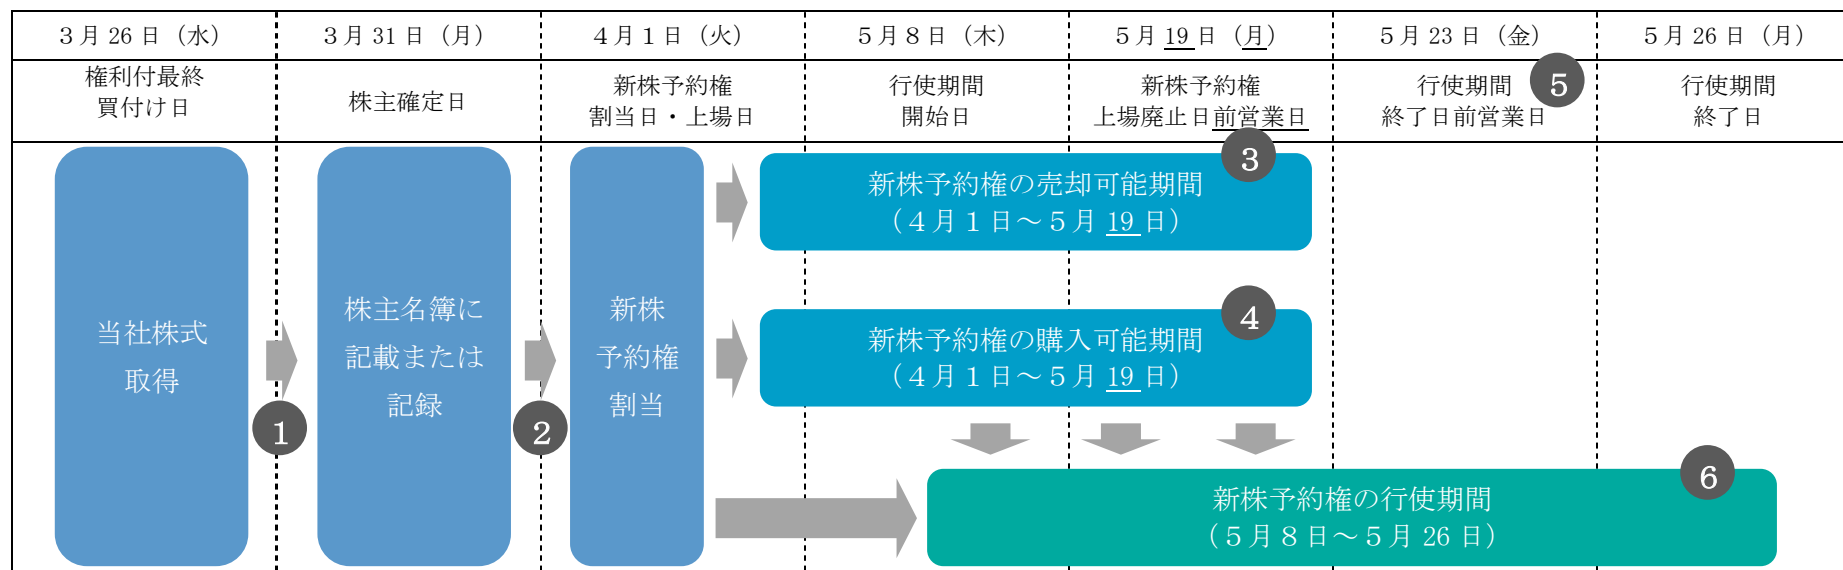 ３月 26 日（水）
３月 31 日（月）
４月１日（火）
５月８日（木）
５月 19 日（月）
５月 23 日（金）
５月 26 日（月）
権利付最終
買付け日
株主確定日
新株予約権
割当日・上場日
行使期間
開始日
新株予約権
上場廃止日前営業日
行使期間
終了日前営業日
5
行使期間
終了日
当社株式
取得
1
株主名簿に
記載または
記録
2
新株
予約権
割当
3
新株予約権の売却可能期間
（４月１日～５月 19 日）
4
新株予約権の購入可能期間
（４月１日～５月 19 日）
6
新株予約権の行使期間
（５月８日～５月 26 日）